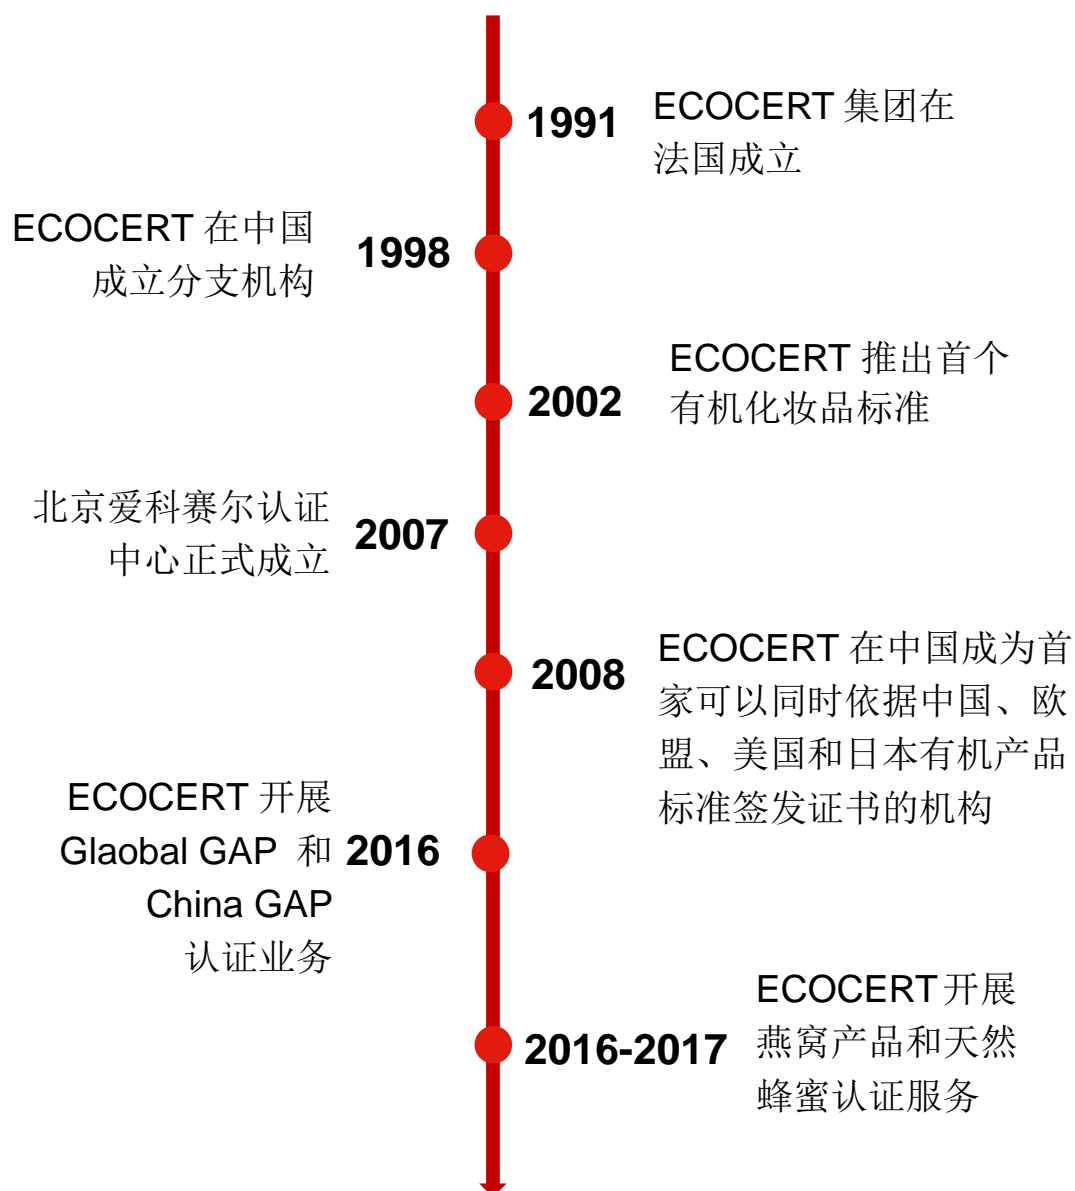 1991
ECOCERT 集团在
法国成立
ECOCERT 在中国
成立分支机构
1998
2002
ECOCERT 推出首个
有机化妆品标准
北京爱科赛尔认证
中心正式成立
2007
2008
ECOCERT 在中国成为首
家可以同时依据中国、欧
盟、美国和日本有机产品
标准签发证书的机构
ECOCERT 开展
Glaobal GAP 和
China GAP
认证业务
2016
2016-2017
ECOCERT 开展
燕窝产品和天然
蜂蜜认证服务